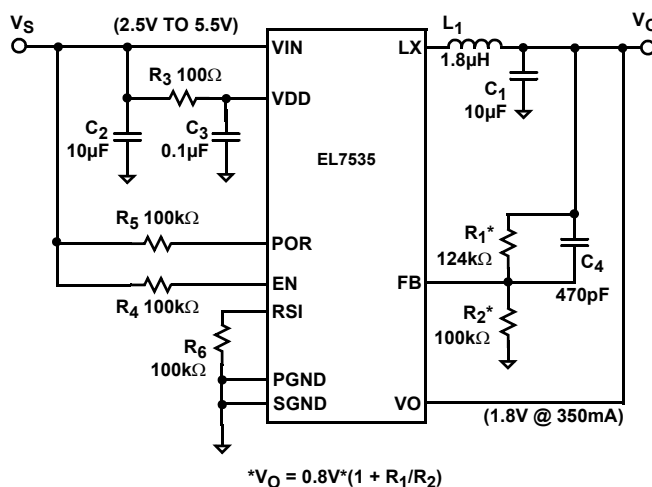 VS
(2.5V TO 5.5V)
VIN
LX
L1
1.8µH
VO
R3 100Ω
VDD
C1
10µF
C2
10µF
C3
0.1µF
EL7535
R5 100kΩ
POR
R1*
124kΩ
C4
470pF
EN
FB
R4 100kΩ
RSI
R2*
100kΩ
R6
100kΩ
PGND
SGND
VO
(1.8V @ 350mA)
*VO = 0.8V*(1 + R1/R2)